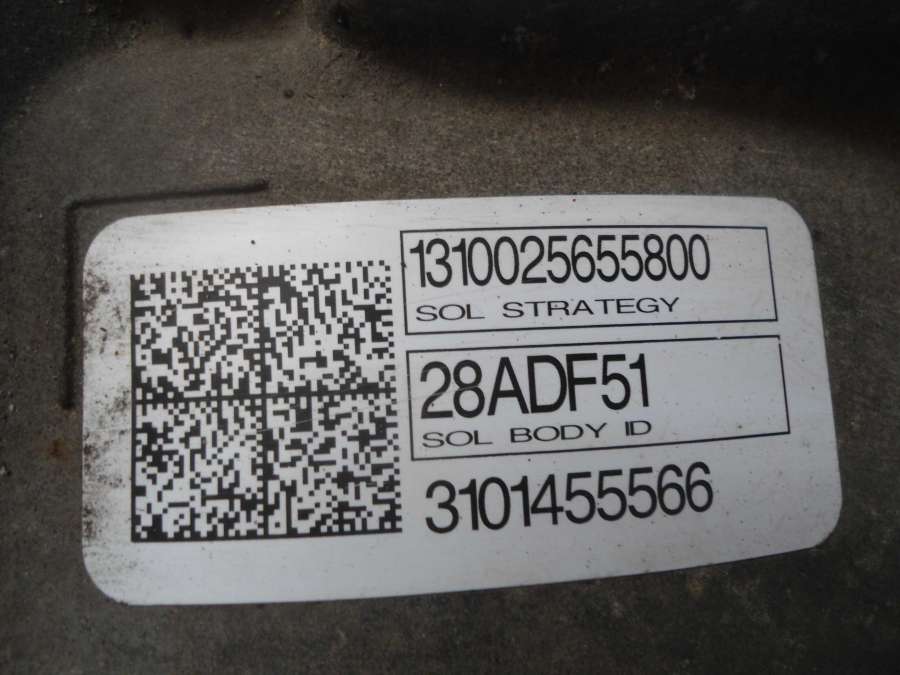 1310025655800
SOL STRATEGY
28ADF51
SOL BODY ID
3101455566